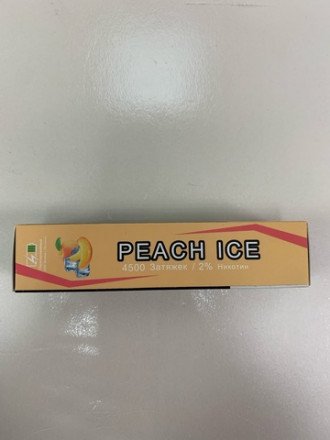 PEACH ICE
4500 Затяжек / 2% Никотин